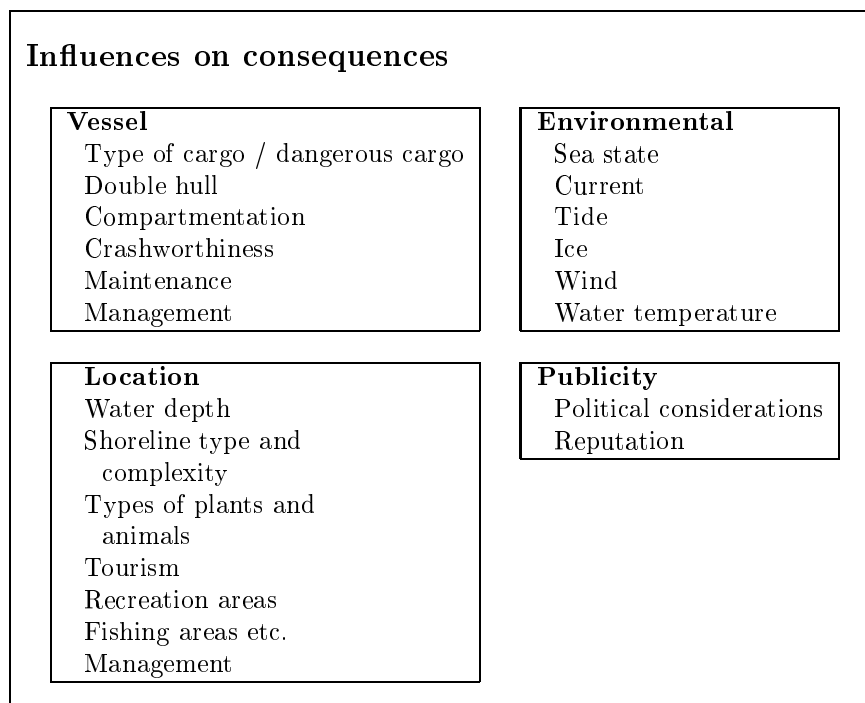 Influences on consequences
Vessel
Type of cargo / dangerous cargo
Double hull
Compartmentation
Crashworthiness
Maintenance
Management
Environmental
Sea state
Current
Tide
Ice
Wind
Water temperature
Location
Water depth
Shoreline type and
complexity
Types of plants and
animals
Tourism
Recreation areas
Fishing areas etc.
Management
Publicity
Political considerations
Reputation